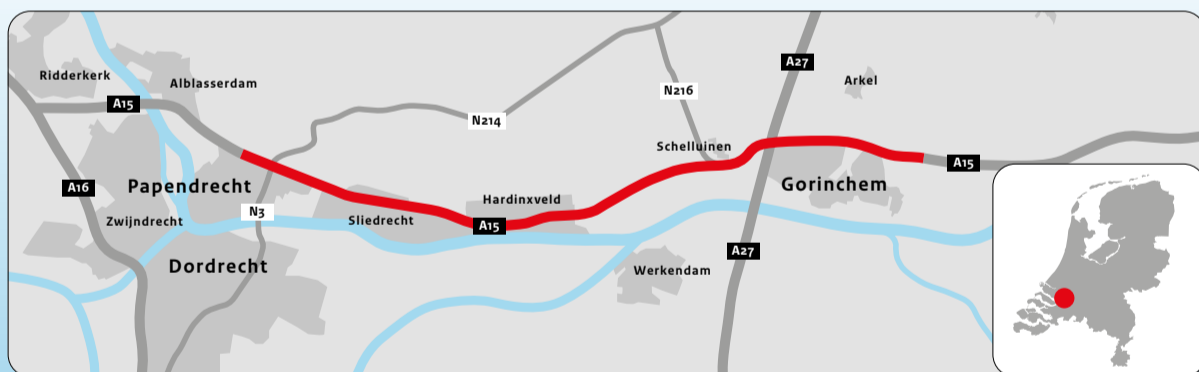 A27
Ridderkerk
Alblasserdam
Arkel
A15
N216
N214
Schelluinen
A15
A16
Papendrecht
Gorinchem
Hardinxveld
Zwijndrecht
N3
Sliedrecht
A15
A27
Dordrecht
Werkendam